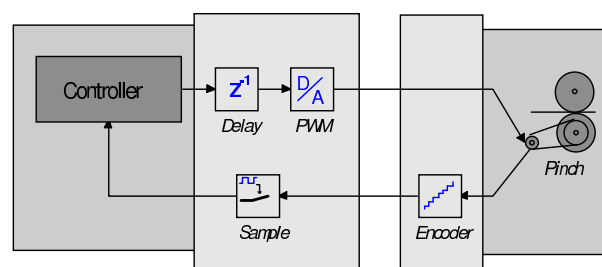 Controller
Z-1
Delay
D/A
PWM
Pinch
Sample
Encoder